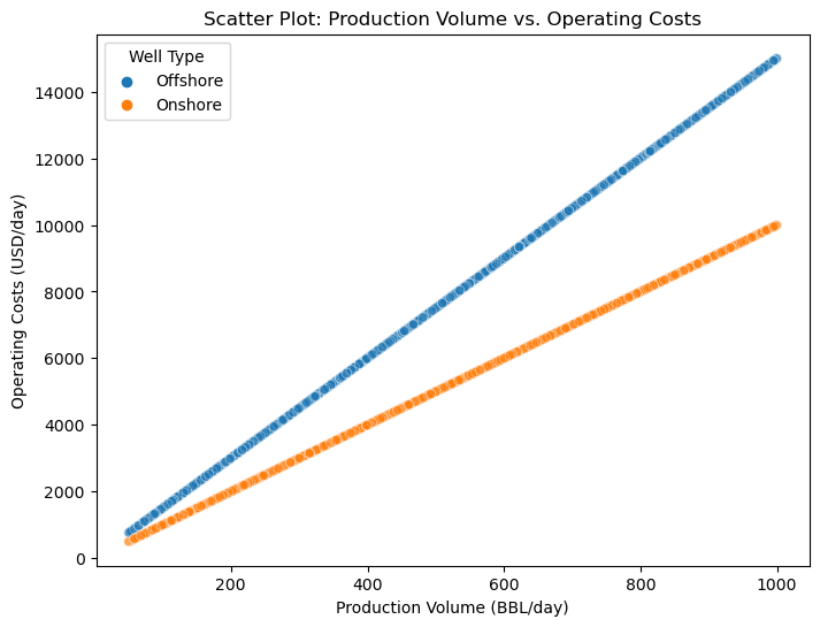 Scatter Plot: Production Volume vs. Operating Costs
Well Type
Offshore
Onshore
14000
12000
10000
8000
6000
4000
2000
0
Operating Costs (USD/day)
200 400 600 800 1000
Production Volume (BBL/day)